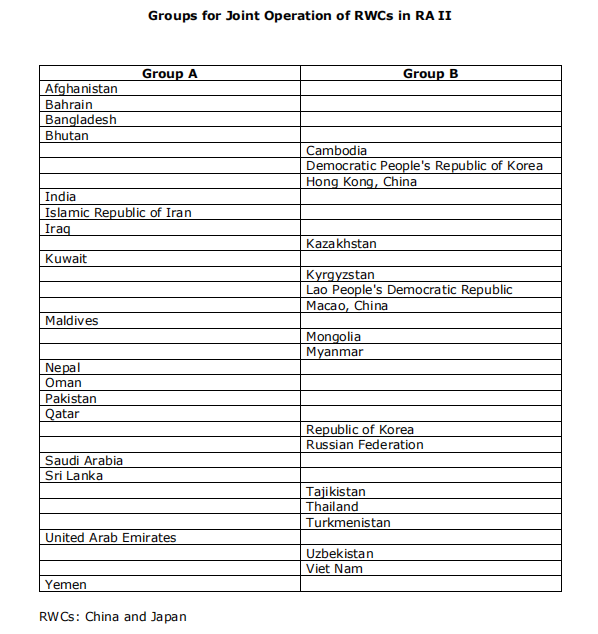 Groups for Joint Operation of RWCs in RA II
Group A Group B
Afghanistan
Bahrain
Bangladesh
Bhutan
Cambodia
Democratic People's Republic of Korea
Hong Kong, China
India
Islamic Republic of Iran
Iraq
Kazakhstan
Kuwait
Kyrgyzstan
Lao People's Democratic Republic
Macao, China
Maldives
Mongolia
Myanmar
Nepal
Oman
Pakistan
Qatar
Republic of Korea
Russian Federation
Saudi Arabia
Sri Lanka
Tajikistan
Thailand
Turkmenistan
United Arab Emirates
Uzbekistan
Viet Nam
Yemen
RWCs: China and Japan